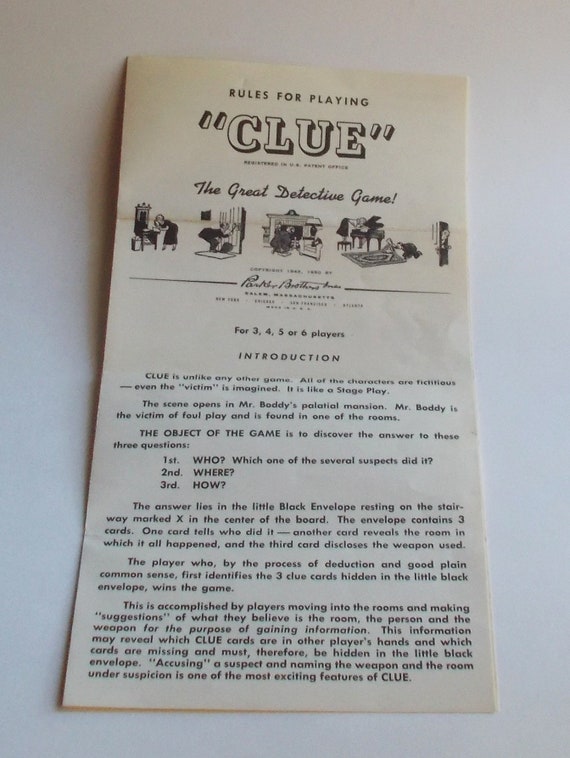 RULES FOR PLAYING
"CLUE"
REGISTERED IN U.S. PATENT OFFICE
The Great Detective Game!
COPYRIGHT 1949, 1950 BY
Parker Brothers Inc.
SALEM, MASSACHUSETTS
NEW YORK · CHICAGO · SAN FRANCISCO · ATLANTA
MADE IN U.S.A.
For 3, 4, 5 or 6 players
INTRODUCTION
CLUE is unlike any other game. All of the characters are fictitious
— even the "victim" is imagined. It is like a Stage Play.
The scene opens in Mr. Boddy's palatial mansion. Mr. Boddy is
the victim of foul play and is found in one of the rooms.
THE OBJECT OF THE GAME is to discover the answer to these
three questions:
1st. WHO? Which one of the several suspects did it?
2nd. WHERE?
3rd. HOW?
The answer lies in the little Black Envelope resting on the stair-
way marked X in the center of the board. The envelope contains 3
cards. One card tells who did it — another card reveals the room in
which it all happened, and the third card discloses the weapon used.
The player who, by the process of deduction and good plain
common sense, first identifies the 3 clue cards hidden in the little black
envelope, wins the game.
This is accomplished by players moving into the rooms and making
"suggestions" of what they believe is the room, the person and the
weapon for the purpose of gaining information. This information
may reveal which CLUE cards are in other player's hands and which
cards are missing and must, therefore, be hidden in the little black
envelope. "Accusing" a suspect and naming the weapon and the room
under suspicion is one of the most exciting features of CLUE.